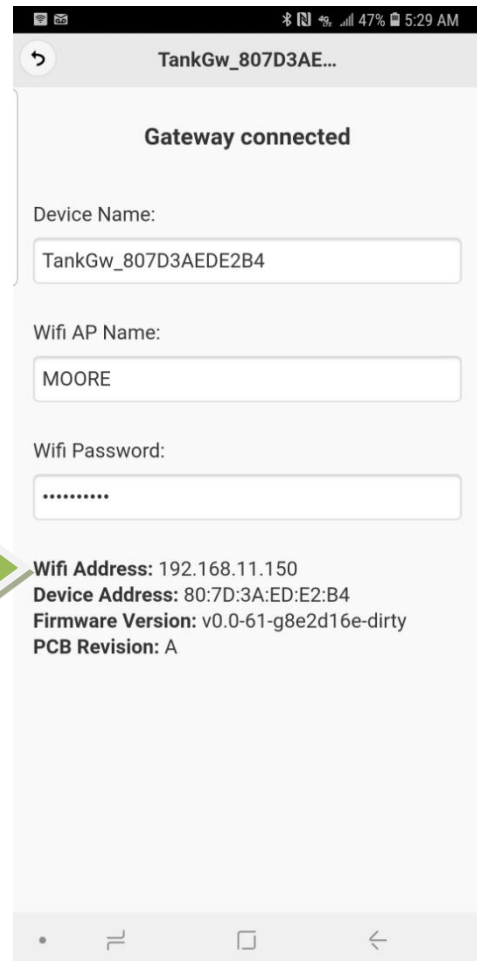 47% 5:29 AM
TankGw_807D3AE...
Gateway connected
Device Name:
TankGw_807D3AEDE2B4
Wifi AP Name:
MOORE
Wifi Password:
••••••••••
Wifi Address: 192.168.11.150
Device Address: 80:7D:3A:ED:E2:B4
Firmware Version: v0.0-61-g8e2d16e-dirty
PCB Revision: A